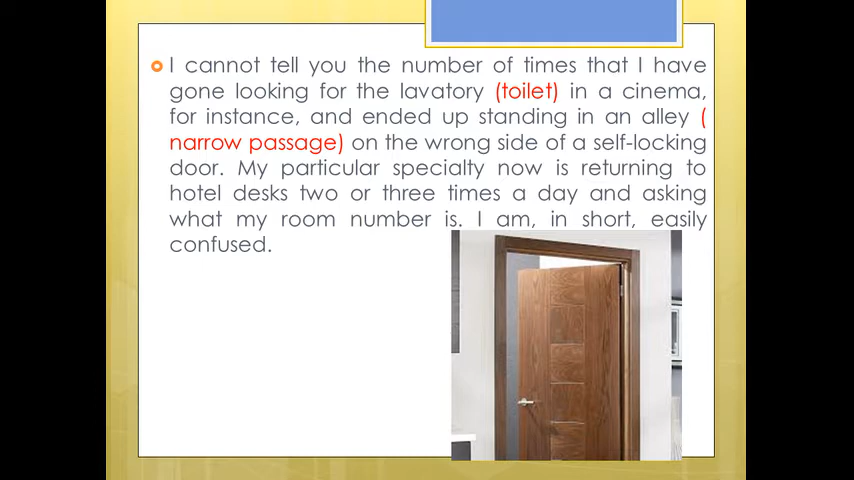 I cannot tell you the number of times that I have
gone looking for the lavatory (toilet) in a cinema,
for instance, and ended up standing in an alley (
narrow passage) on the wrong side of a self-locking
door. My particular specialty now is returning to
hotel desks two or three times a day and asking
what my room number is. I am, in short, easily
confused.